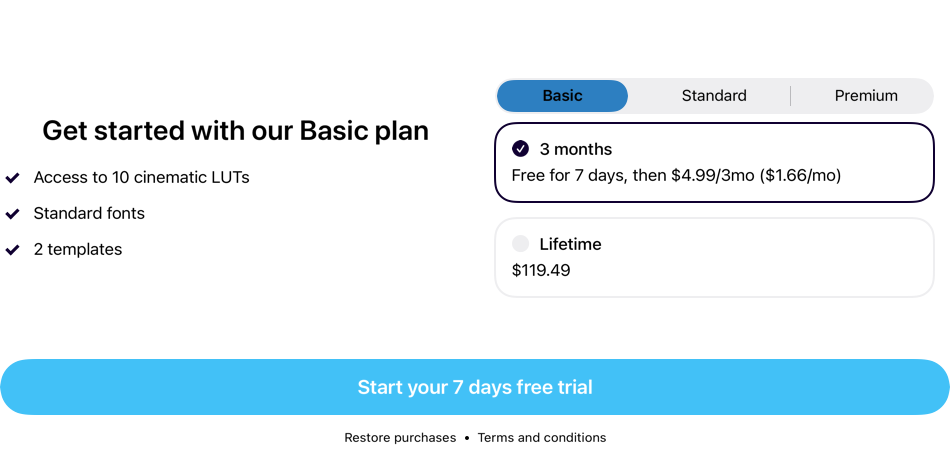 Get started with our Basic plan
Access to 10 cinematic LUTs
Standard fonts
2 templates
Basic
Standard
Premium
3 months
Free for 7 days, then $4.99/3mo ($1.66/mo)
Lifetime
$119.49
Start your 7 days free trial
Restore purchases • Terms and conditions